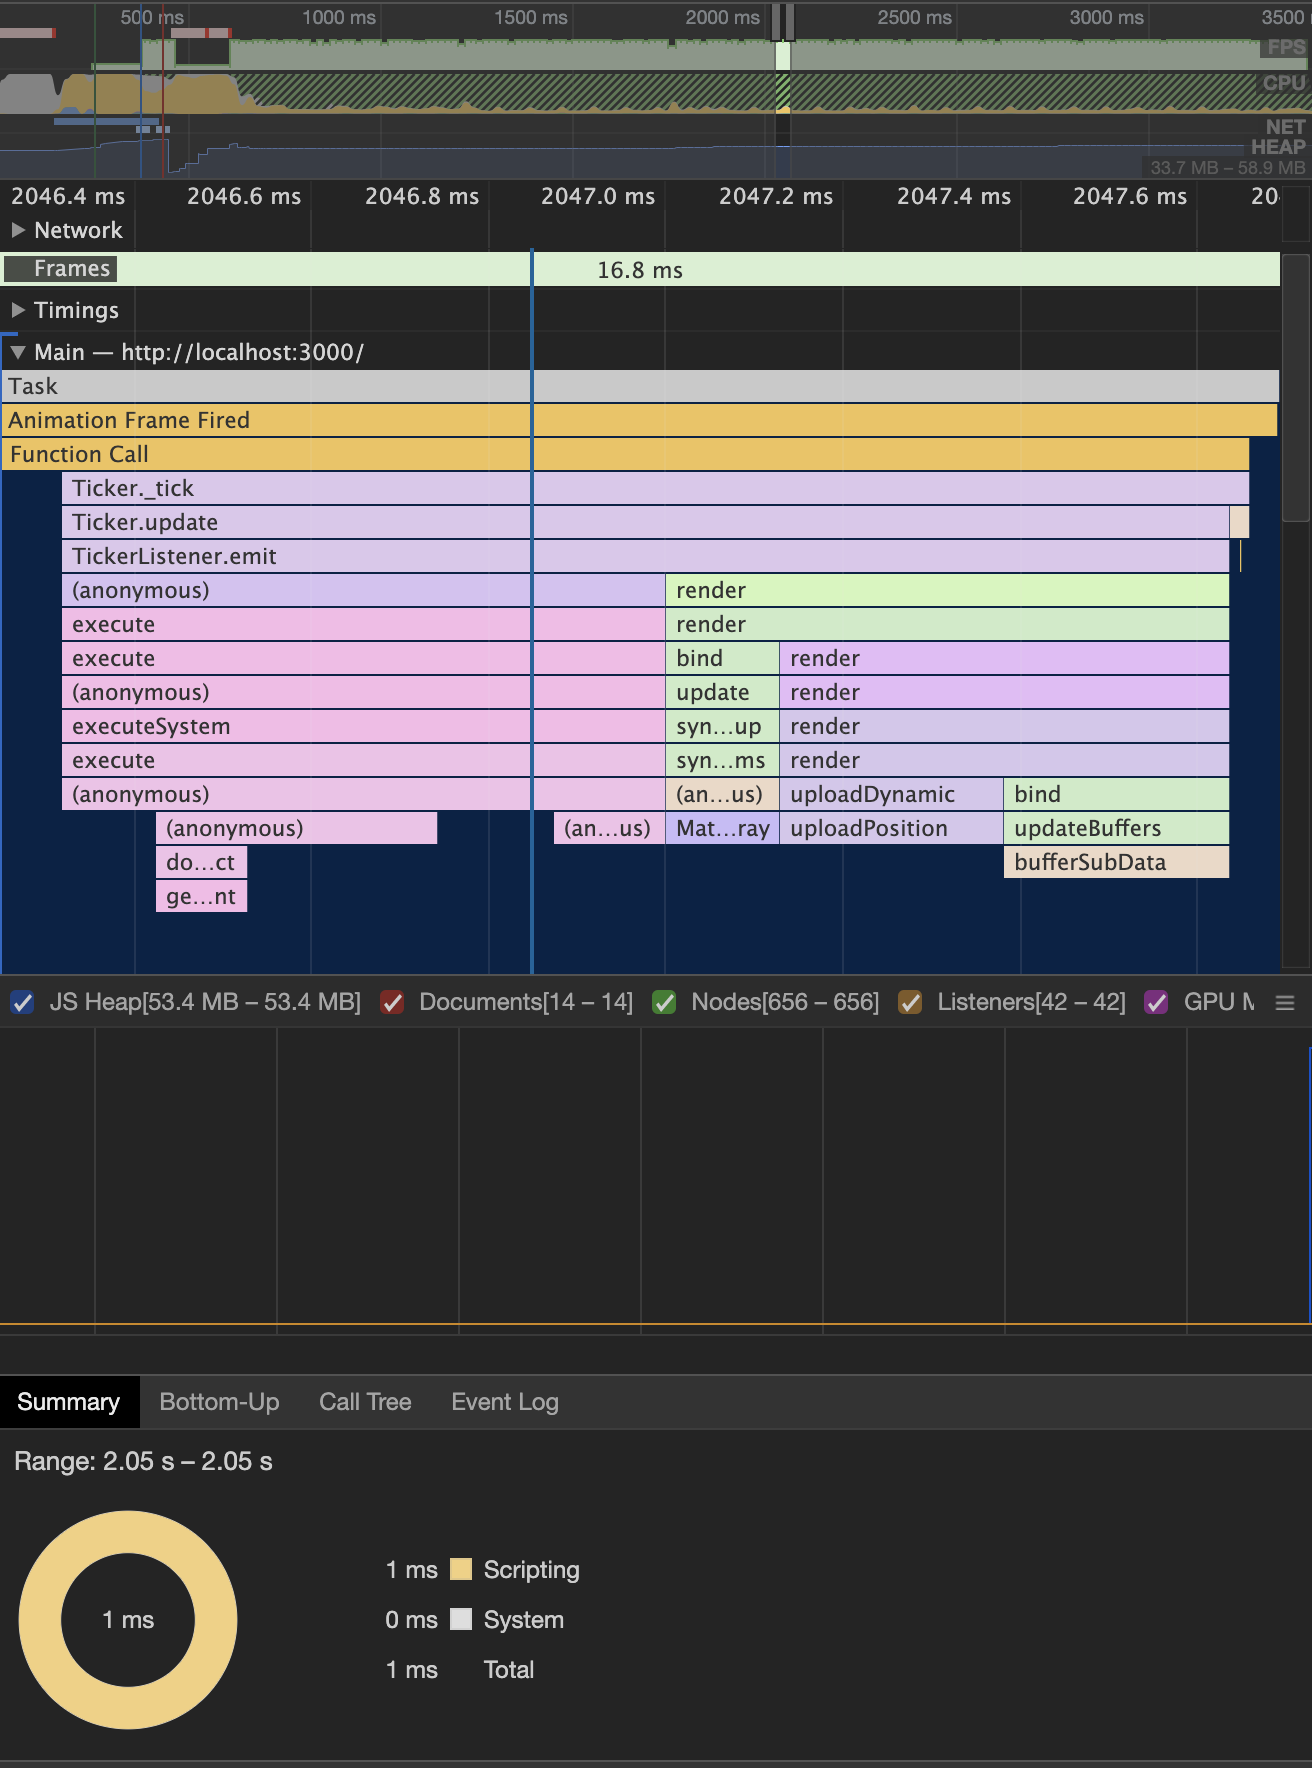 500 ms 1000 ms 1500 ms 2000 ms 2500 ms 3000 ms 3500
FPS
CPU
NET
HEAP
33.7 MB – 58.9 MB
2046.4 ms 2046.6 ms 2046.8 ms 2047.0 ms 2047.2 ms 2047.4 ms 2047.6 ms 20
Network
Frames 16.8 ms
Timings
Main — http://localhost:3000/
Task
Animation Frame Fired
Function Call
Ticker._tick
Ticker.update
TickerListener.emit
(anonymous) render
execute render
execute bind render
(anonymous) update render
executeSystem syn…up render
execute syn…ms render
(anonymous) (an…us) uploadDynamic bind
(anonymous) (an…us) Mat…ray uploadPosition updateBuffers
do…ct bufferSubData
ge…nt
JS Heap[53.4 MB – 53.4 MB] Documents[14 – 14] Nodes[656 – 656] Listeners[42 – 42] GPU
Summary Bottom-Up Call Tree Event Log
Range: 2.05 s – 2.05 s
1 ms
1 ms Scripting
0 ms System
1 ms Total